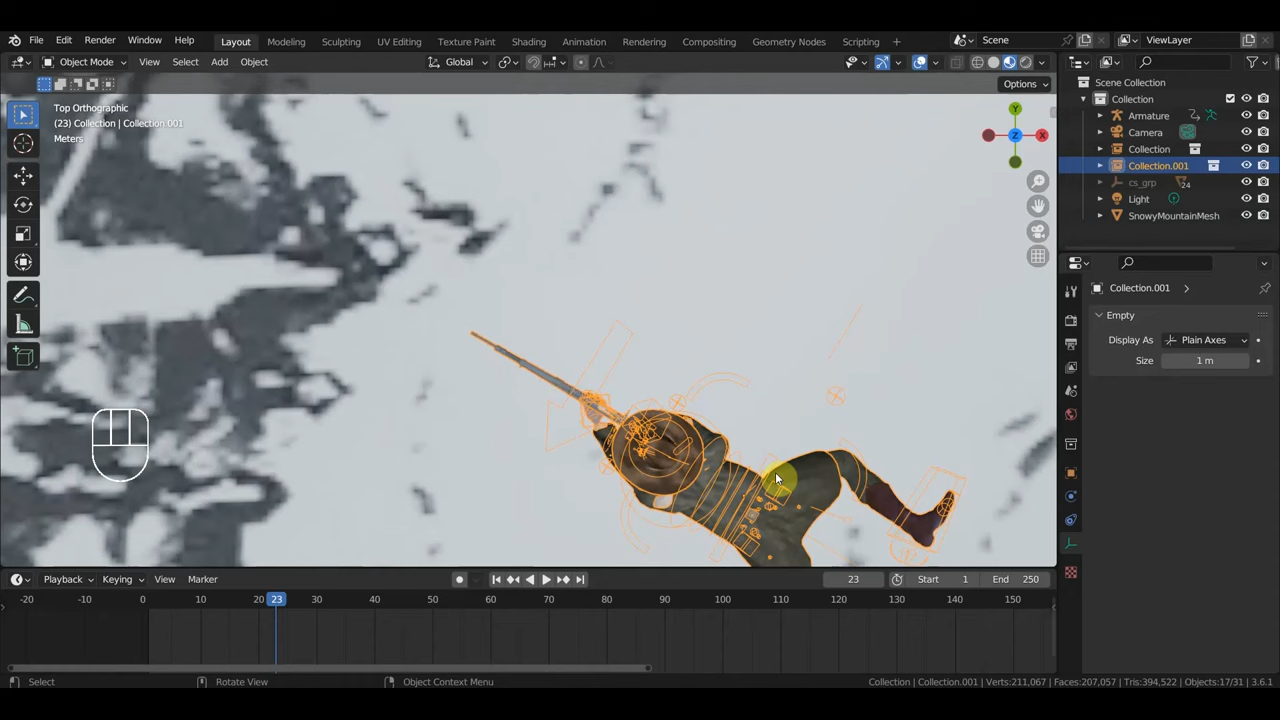 File Edit Render Window Help Layout Modeling Sculpting UV Editing Texture Paint Shading Animation Rendering Compositing Geometry Nodes Scripting + Scene ViewLayer
Object Mode View Select Add Object Global
Options
Top Orthographic
(23) Collection | Collection.001
Meters
Y
Z
X
Scene Collection
Collection
Armature
Camera
Collection
Collection.001
cs_grp 24
Light
SnowyMountainMesh
Collection.001
Empty
Display As Plain Axes
Size 1 m
Playback Keying View Marker 23 Start 1 End 250
-20 -10 0 10 20 23 30 40 50 60 70 80 90 100 110 120 130 140 150
Select Rotate View Object Context Menu Collection | Collection.001 | Verts:211,067 | Faces:207,057 | Tris:394,522 | Objects:17/31 | 3.6.1